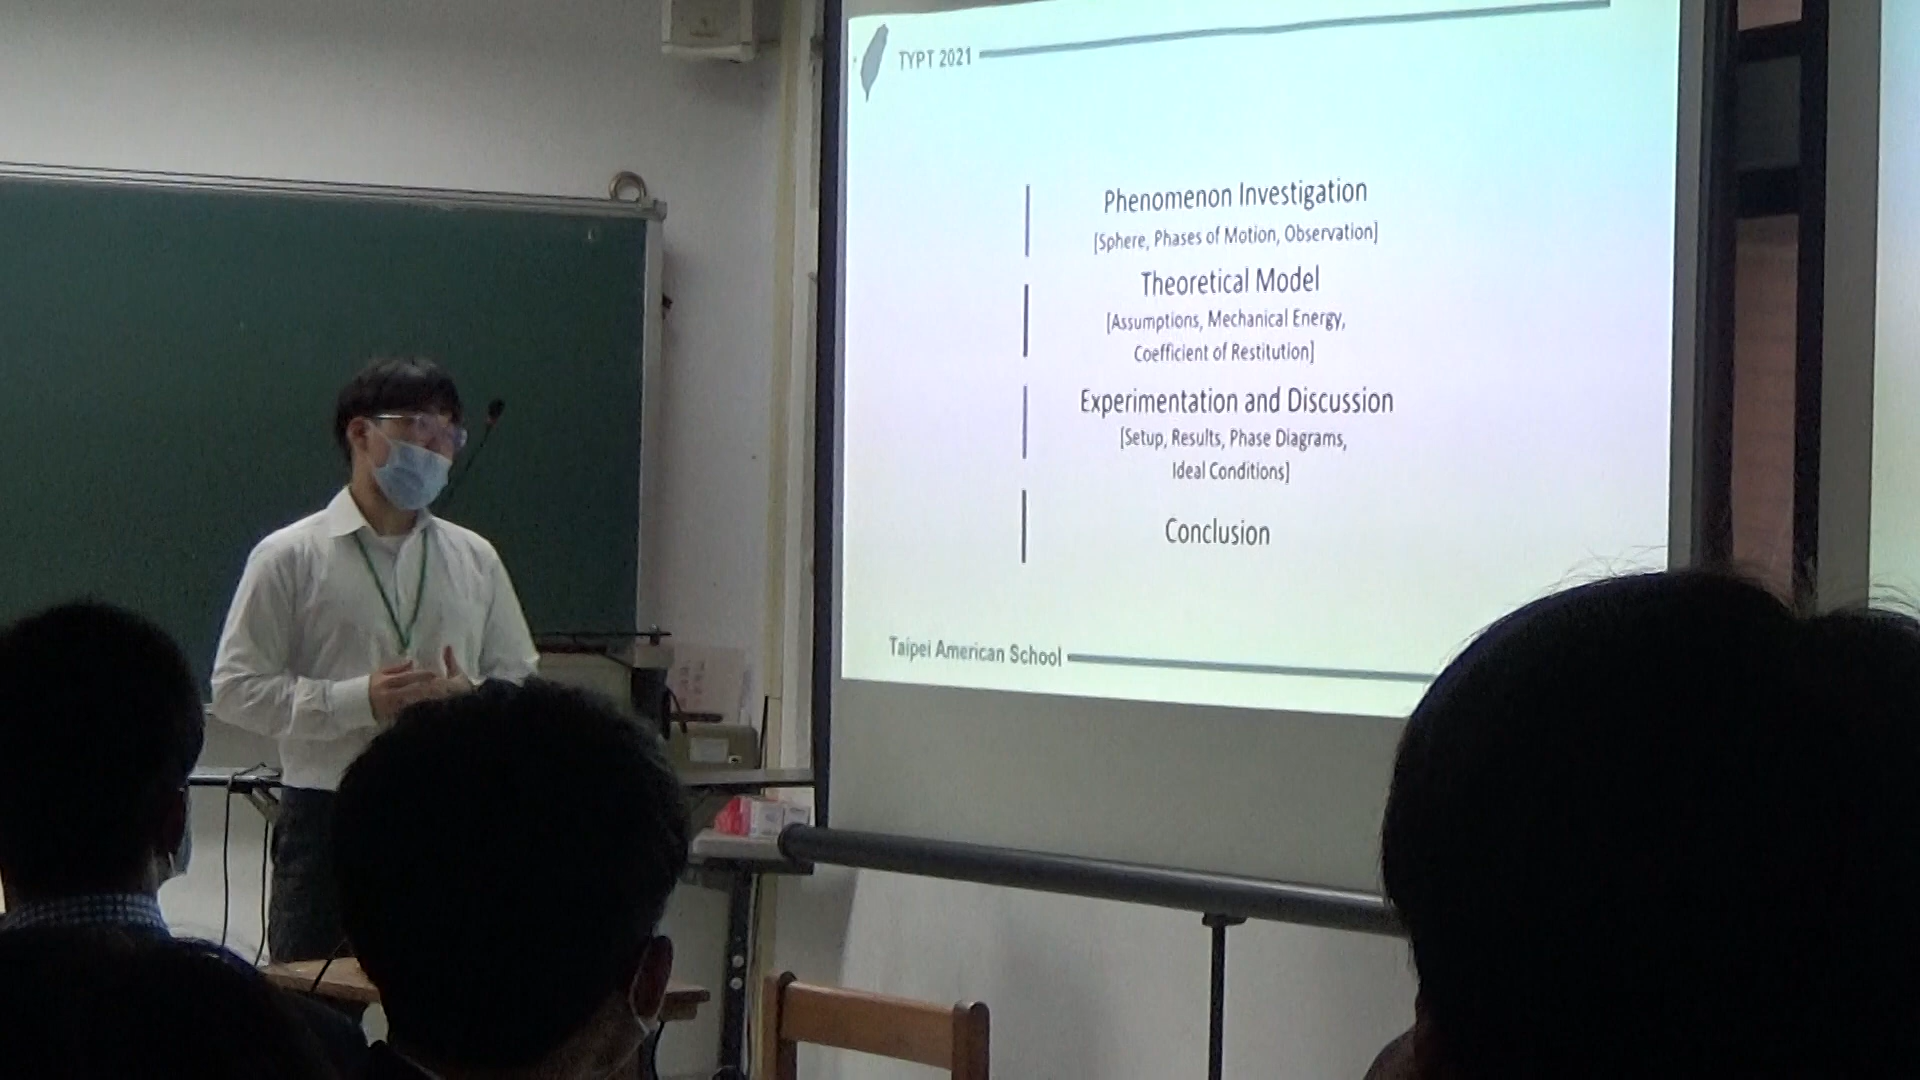 TYPT 2021
Phenomenon Investigation
[Sphere, Phases of Motion, Observation]
Theoretical Model
[Assumptions, Mechanical Energy,
Coefficient of Restitution]
Experimentation and Discussion
[Setup, Results, Phase Diagrams,
Ideal Conditions]
Conclusion
Taipei American School